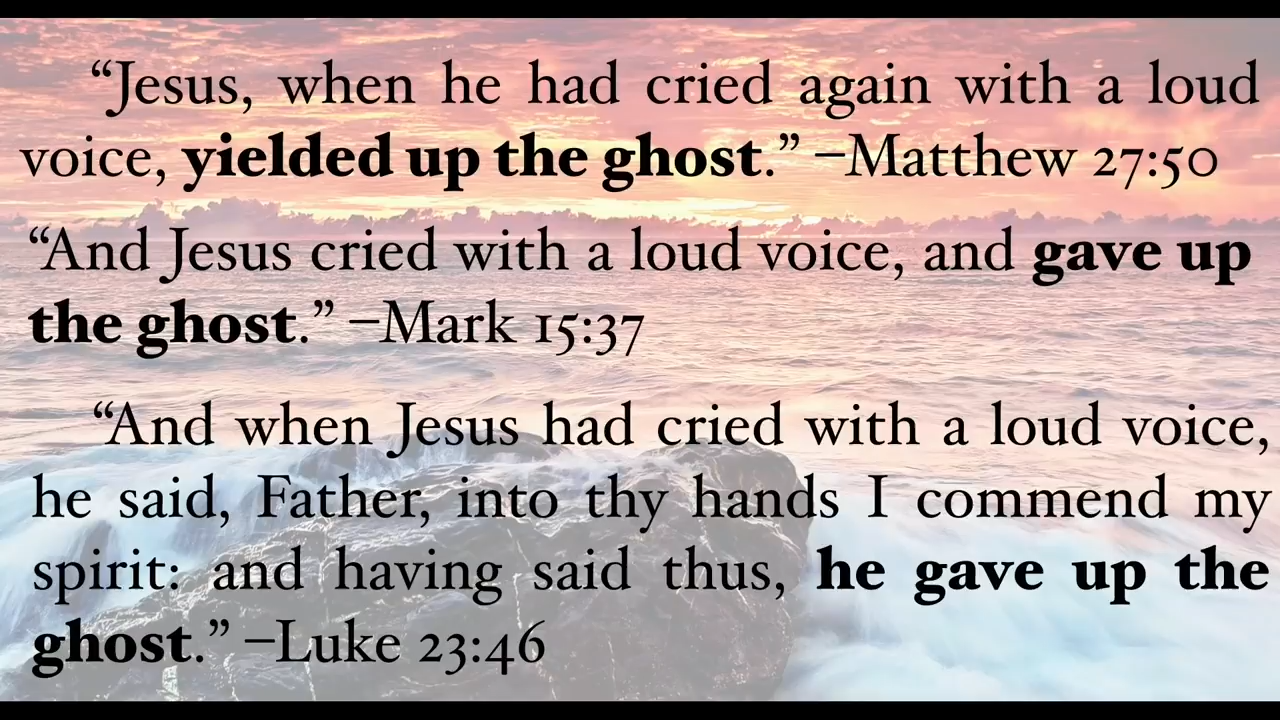 “Jesus, when he had cried again with a loud
voice, yielded up the ghost.” –Matthew 27:50
“And Jesus cried with a loud voice, and gave up
the ghost.” –Mark 15:37
“And when Jesus had cried with a loud voice,
he said, Father, into thy hands I commend my
spirit: and having said thus, he gave up the
ghost.” –Luke 23:46